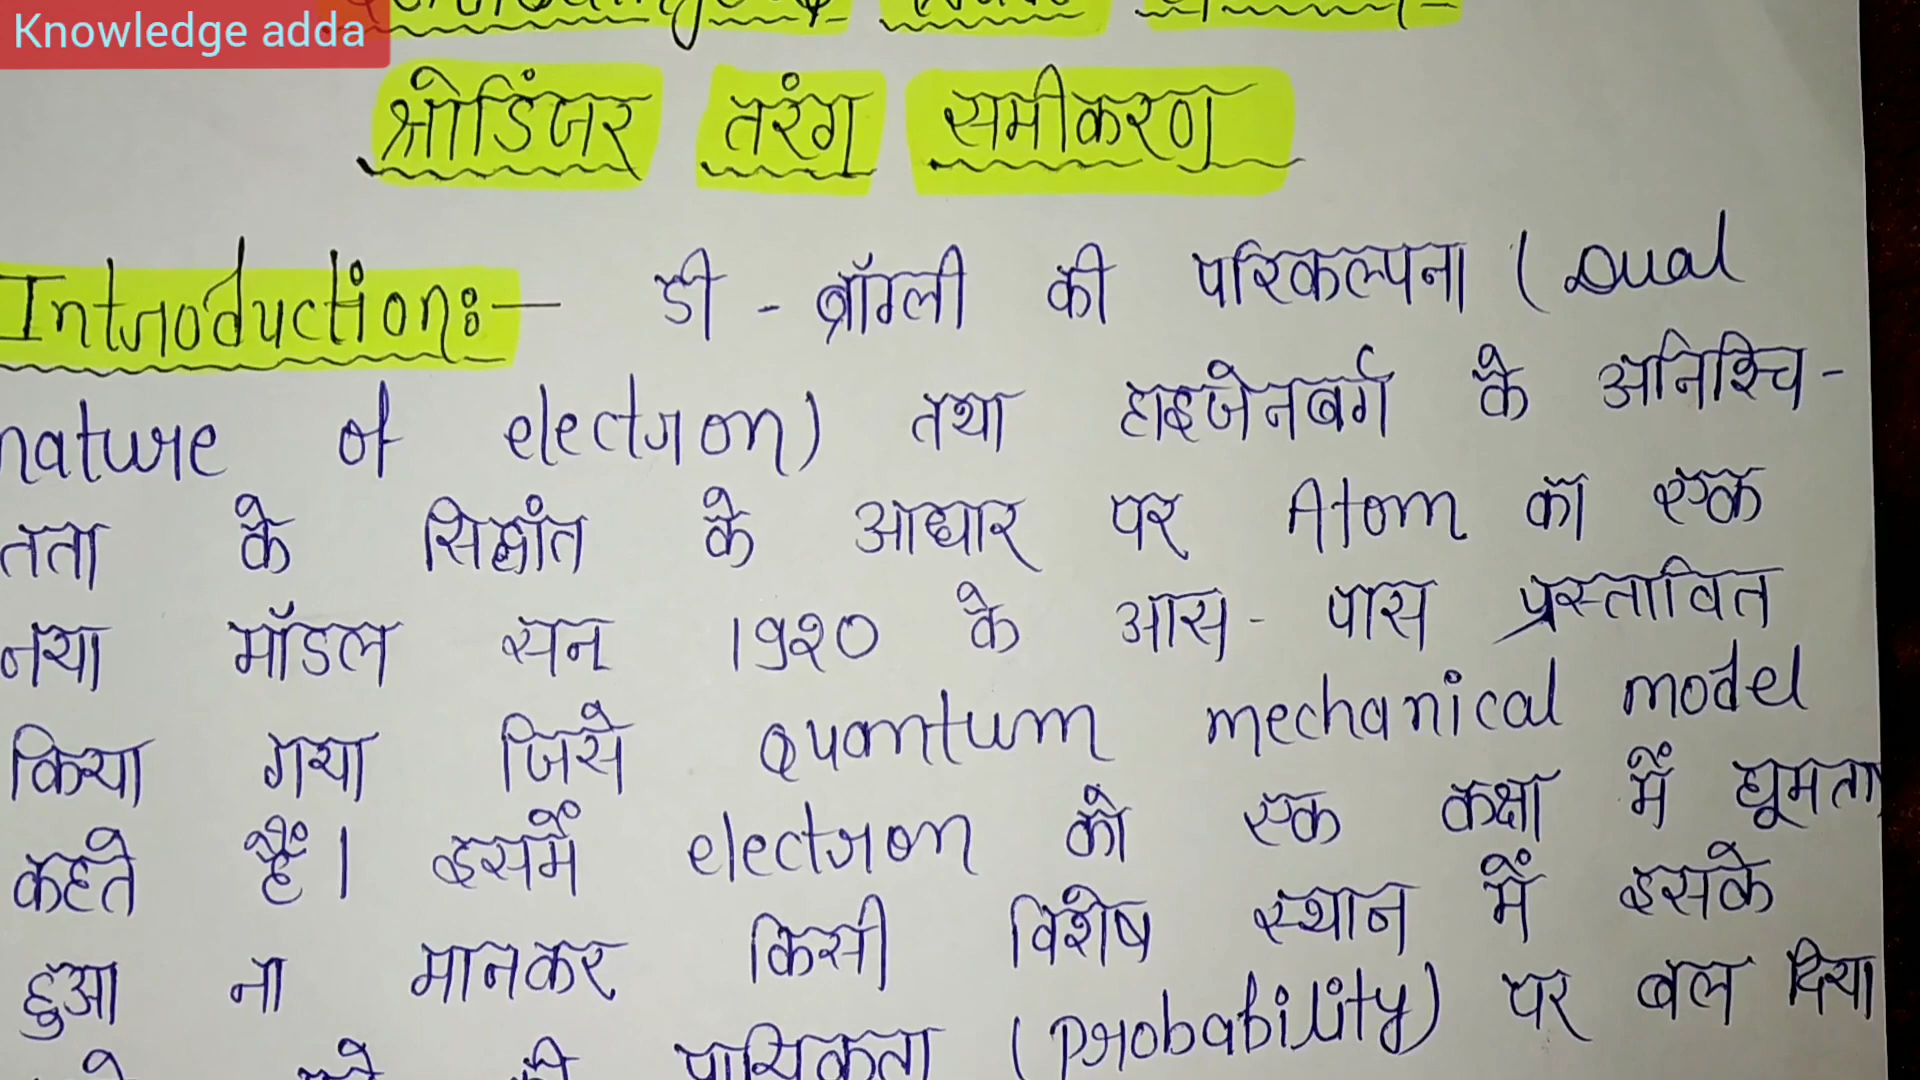 Knowledge adda
श्रोडिंजर तरंग समीकरण
Introduction:- डी - ब्रॉग्ली की परिकल्पना ( Dual
nature of electron) तथा हाइजेनबर्ग के अनिश्चि-
तता के सिद्धांत के आधार पर Atom का एक
नया मॉडल सन् 1920 के आस - पास प्रस्तावित
किया गया जिसे Quantum mechanical model
कहते हैं। इसमें electron को एक कक्षा में घूमता
हुआ ना मानकर किसी विशेष स्थान में इसके
(Probability) पर बल दिया